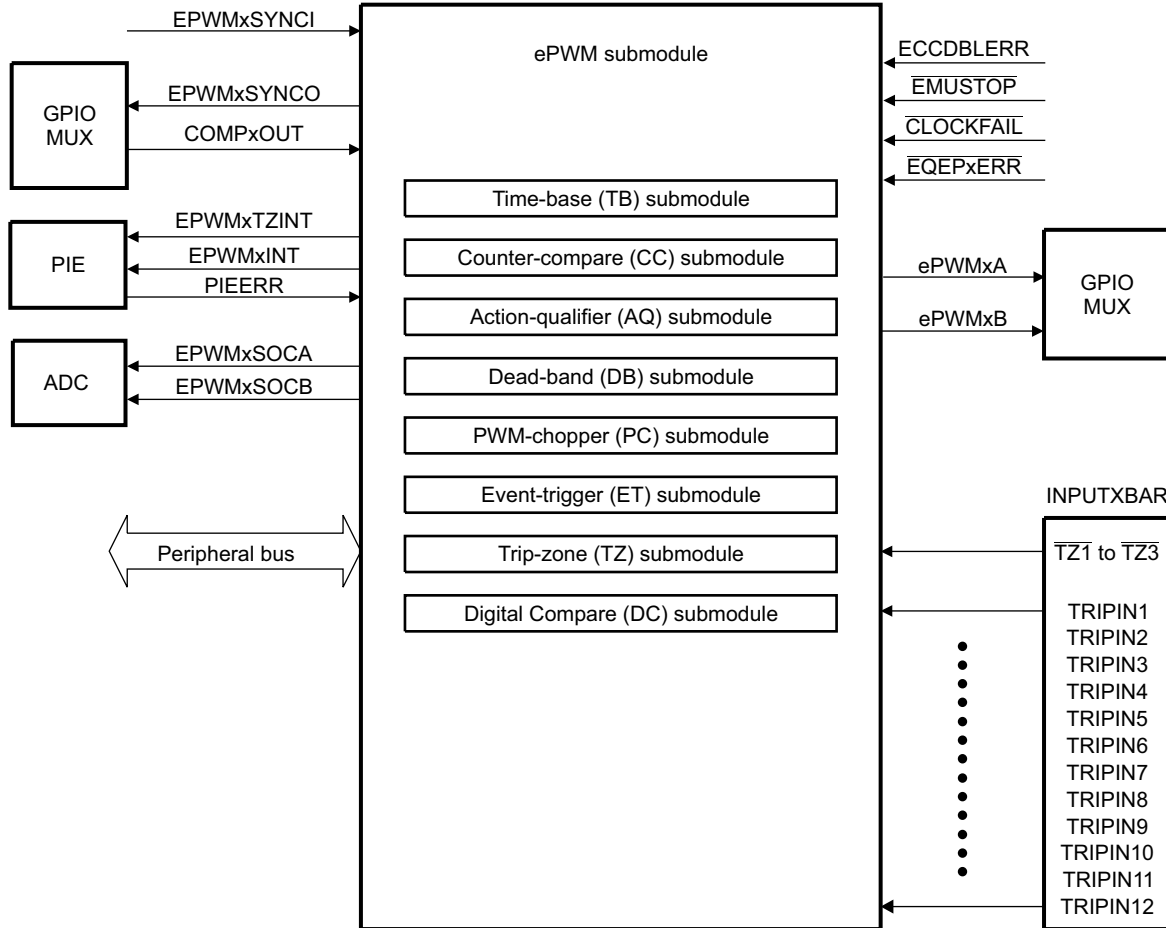 EPWMxSYNCI
GPIO
MUX
EPWMxSYNCO
COMPxOUT
PIE
EPWMxTZINT
EPWMxINT
PIEERR
ADC
EPWMxSOCA
EPWMxSOCB
Peripheral bus
ePWM submodule
Time-base (TB) submodule
Counter-compare (CC) submodule
Action-qualifier (AQ) submodule
Dead-band (DB) submodule
PWM-chopper (PC) submodule
Event-trigger (ET) submodule
Trip-zone (TZ) submodule
Digital Compare (DC) submodule
ECCDBLERR
EMUSTOP
CLOCKFAIL
EQEPxERR
ePWMxA
ePWMxB
GPIO
MUX
INPUTXBAR
TZ1 to TZ3
TRIPIN1
TRIPIN2
TRIPIN3
TRIPIN4
TRIPIN5
TRIPIN6
TRIPIN7
TRIPIN8
TRIPIN9
TRIPIN10
TRIPIN11
TRIPIN12